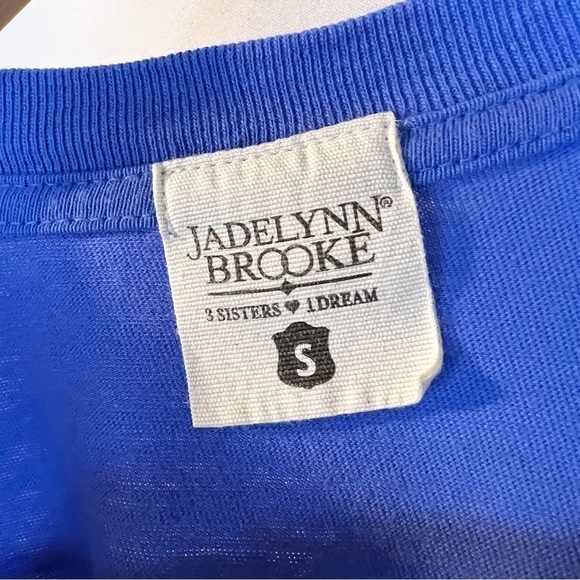 JADELYNN®
BROOKE
3 SISTERS ♥ 1 DREAM
S